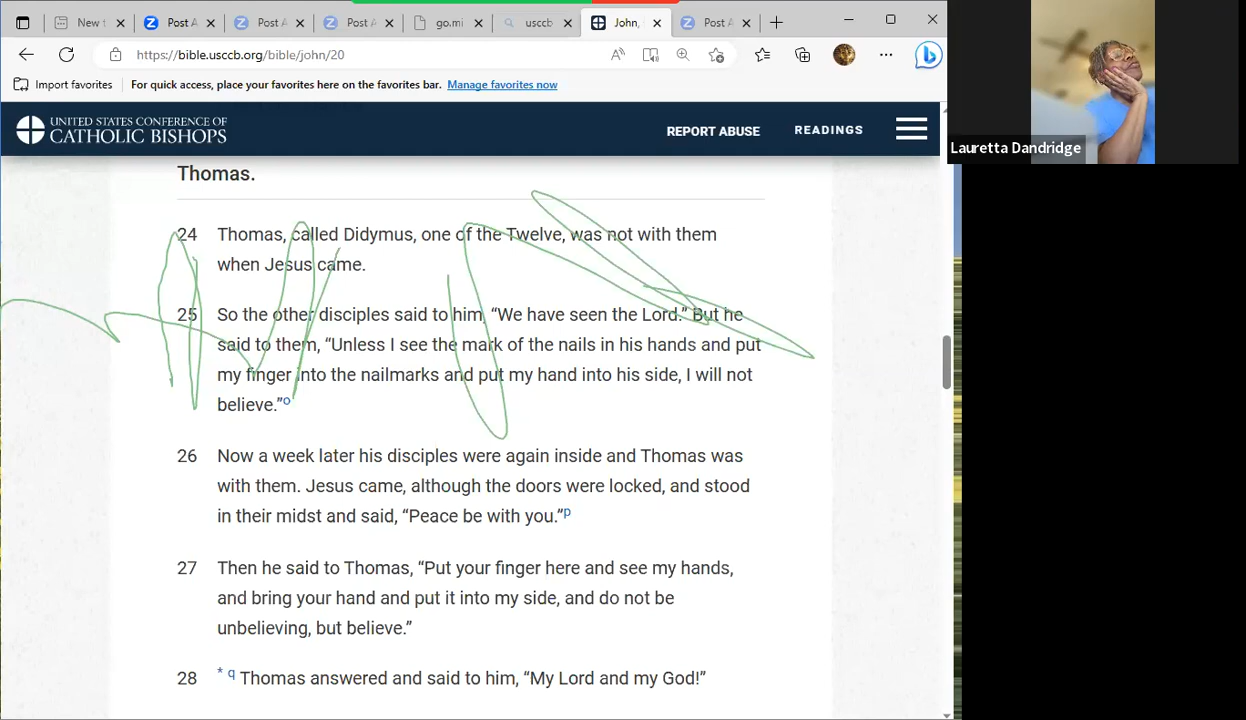 New t
Post A
Post A
Post A
go.mi
usccb
John,
Post A
https://bible.usccb.org/bible/john/20
Import favorites
For quick access, place your favorites here on the favorites bar. Manage favorites now
UNITED STATES CONFERENCE OF
CATHOLIC BISHOPS
REPORT ABUSE
READINGS
Lauretta Dandridge
Thomas.
24 Thomas, called Didymus, one of the Twelve, was not with them
when Jesus came.
25 So the other disciples said to him, “We have seen the Lord.” But he
said to them, “Unless I see the mark of the nails in his hands and put
my finger into the nailmarks and put my hand into his side, I will not
believe.”o
26 Now a week later his disciples were again inside and Thomas was
with them. Jesus came, although the doors were locked, and stood
in their midst and said, “Peace be with you.”p
27 Then he said to Thomas, “Put your finger here and see my hands,
and bring your hand and put it into my side, and do not be
unbelieving, but believe.”
28 * q Thomas answered and said to him, “My Lord and my God!”